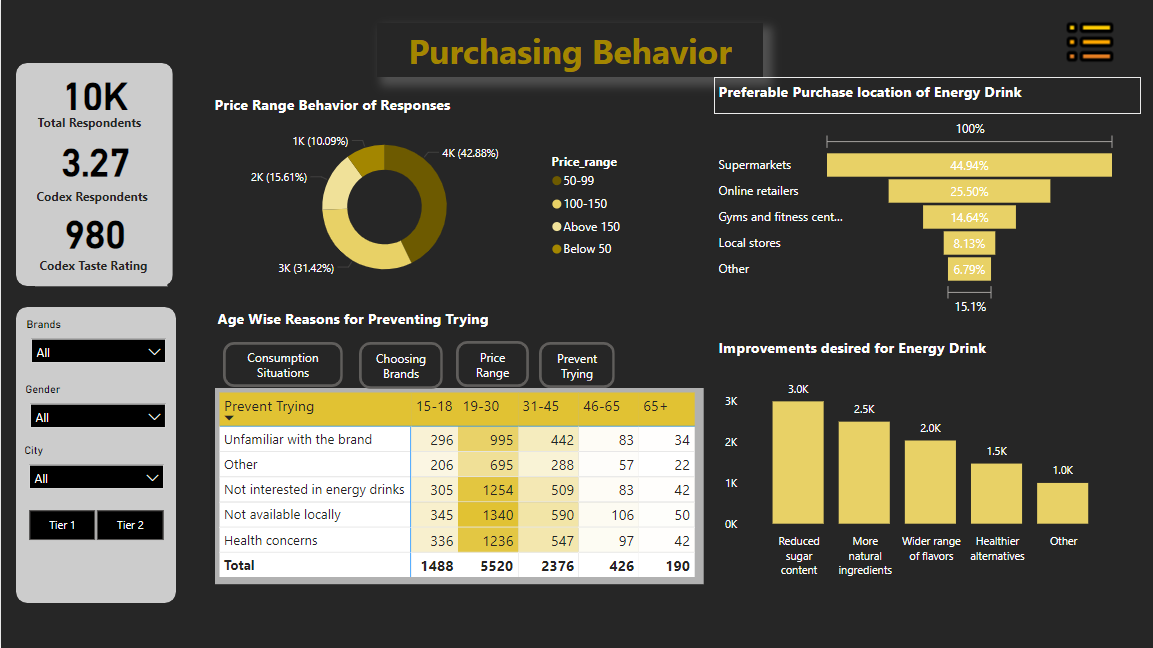 Purchasing Behavior
10K
Total Respondents
3.27
Codex Respondents
980
Codex Taste Rating
Brands
All
Gender
All
City
All
Tier 1
Tier 2
Price Range Behavior of Responses
1K (10.09%)
4K (42.88%)
2K (15.61%)
3K (31.42%)
Price_range
50-99
100-150
Above 150
Below 50
Preferable Purchase location of Energy Drink
100%
Supermarkets 44.94%
Online retailers 25.50%
Gyms and fitness cent... 14.64%
Local stores 8.13%
Other 6.79%
15.1%
Age Wise Reasons for Preventing Trying
Consumption
Situations
Choosing
Brands
Price
Range
Prevent
Trying
Prevent Trying 15-18 19-30 31-45 46-65 65+
Unfamiliar with the brand 296 995 442 83 34
Other 206 695 288 57 22
Not interested in energy drinks 305 1254 509 83 42
Not available locally 345 1340 590 106 50
Health concerns 336 1236 547 97 42
Total 1488 5520 2376 426 190
Improvements desired for Energy Drink
3K
2K
1K
0K
3.0K
2.5K
2.0K
1.5K
1.0K
Reduced
sugar
content
More
natural
ingredients
Wider range
of flavors
Healthier
alternatives
Other